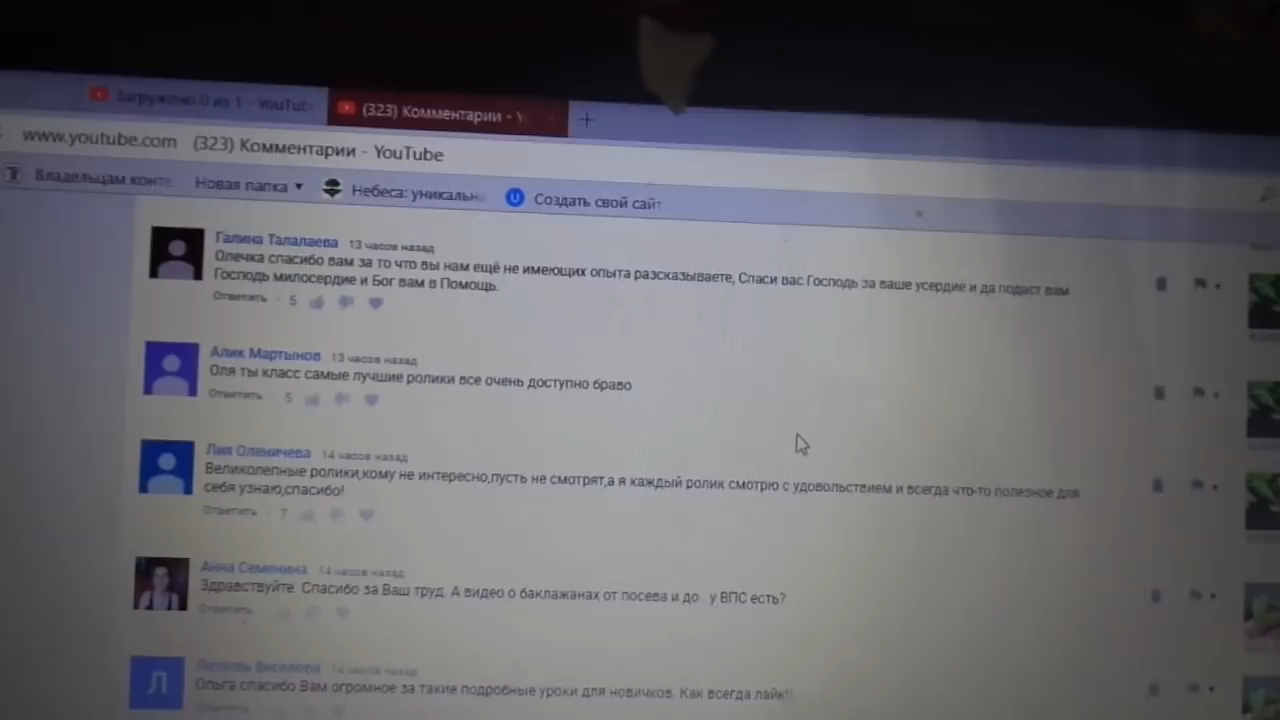 Загружено 0 из 1 - YouTub
(323) Комментарии - Y
www.youtube.com (323) Комментарии - YouTube
Владельцам конте Новая папка Небеса: уникальн Создать свой сайт
Галина Талалаева 13 часов назад
Олечка спасибо вам за то что вы нам ещё не имеющих опыта разсказываете, Спаси вас Господь за ваше усердие и да подаст вам
Господь милосердие и Бог вам в Помощь.
Ответить 5
Алик Мартынов 13 часов назад
Оля ты класс самые лучшие ролики все очень доступно браво
Ответить 5
Лия Оленичева 14 часов назад
Великолепные ролики,кому не интересно,пусть не смотрят,а я каждый ролик смотрю с удовольствием и всегда что-то полезное для
себя узнаю,спасибо!
Ответить 7
Анна Семенина 14 часов назад
Здравствуйте. Спасибо за Ваш труд. А видео о баклажанах от посева и до у ВПС есть?
Ответить
Л
Любовь Веселова 14 часов назад
Ольга спасибо Вам огромное за такие подробные уроки для новичков. Как всегда лайк!!
Ответить